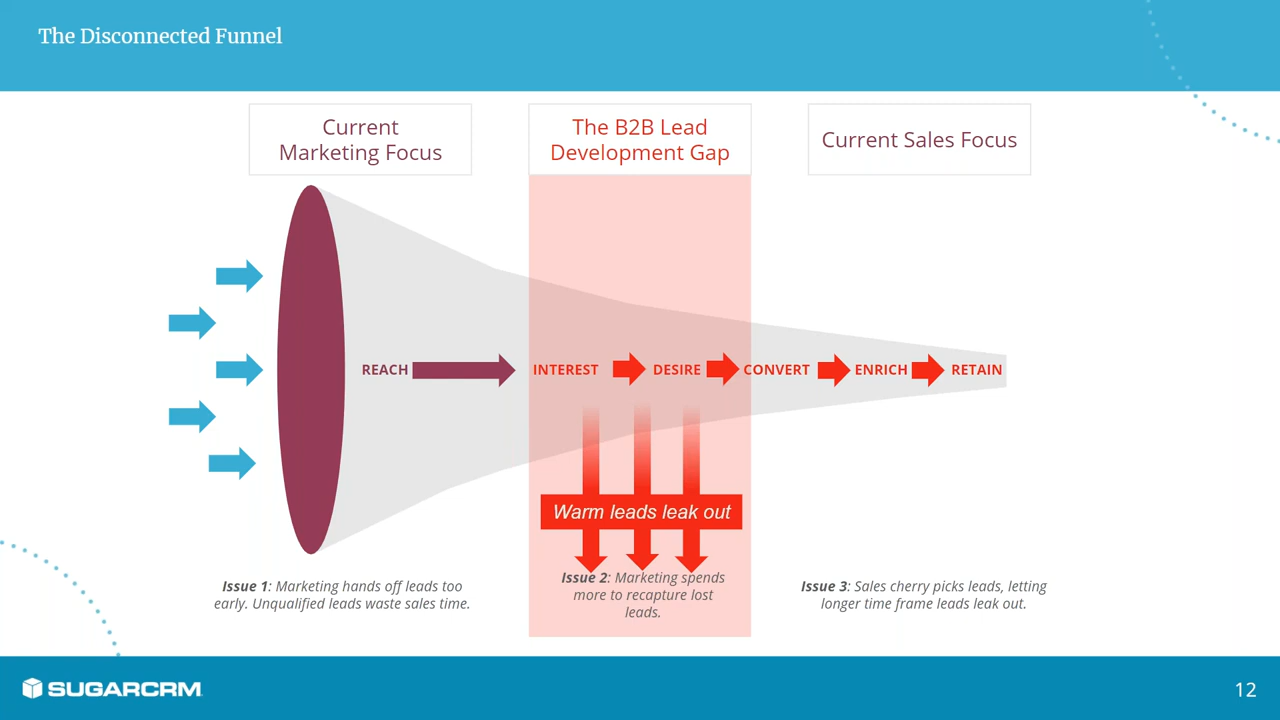 The Disconnected Funnel
Current
Marketing Focus
The B2B Lead
Development Gap
Current Sales Focus
REACH
INTEREST
DESIRE
CONVERT
ENRICH
RETAIN
Warm leads leak out
Issue 1: Marketing hands off leads too
early. Unqualified leads waste sales time.
Issue 2: Marketing spends
more to recapture lost
leads.
Issue 3: Sales cherry picks leads, letting
longer time frame leads leak out.
SUGARCRM
12